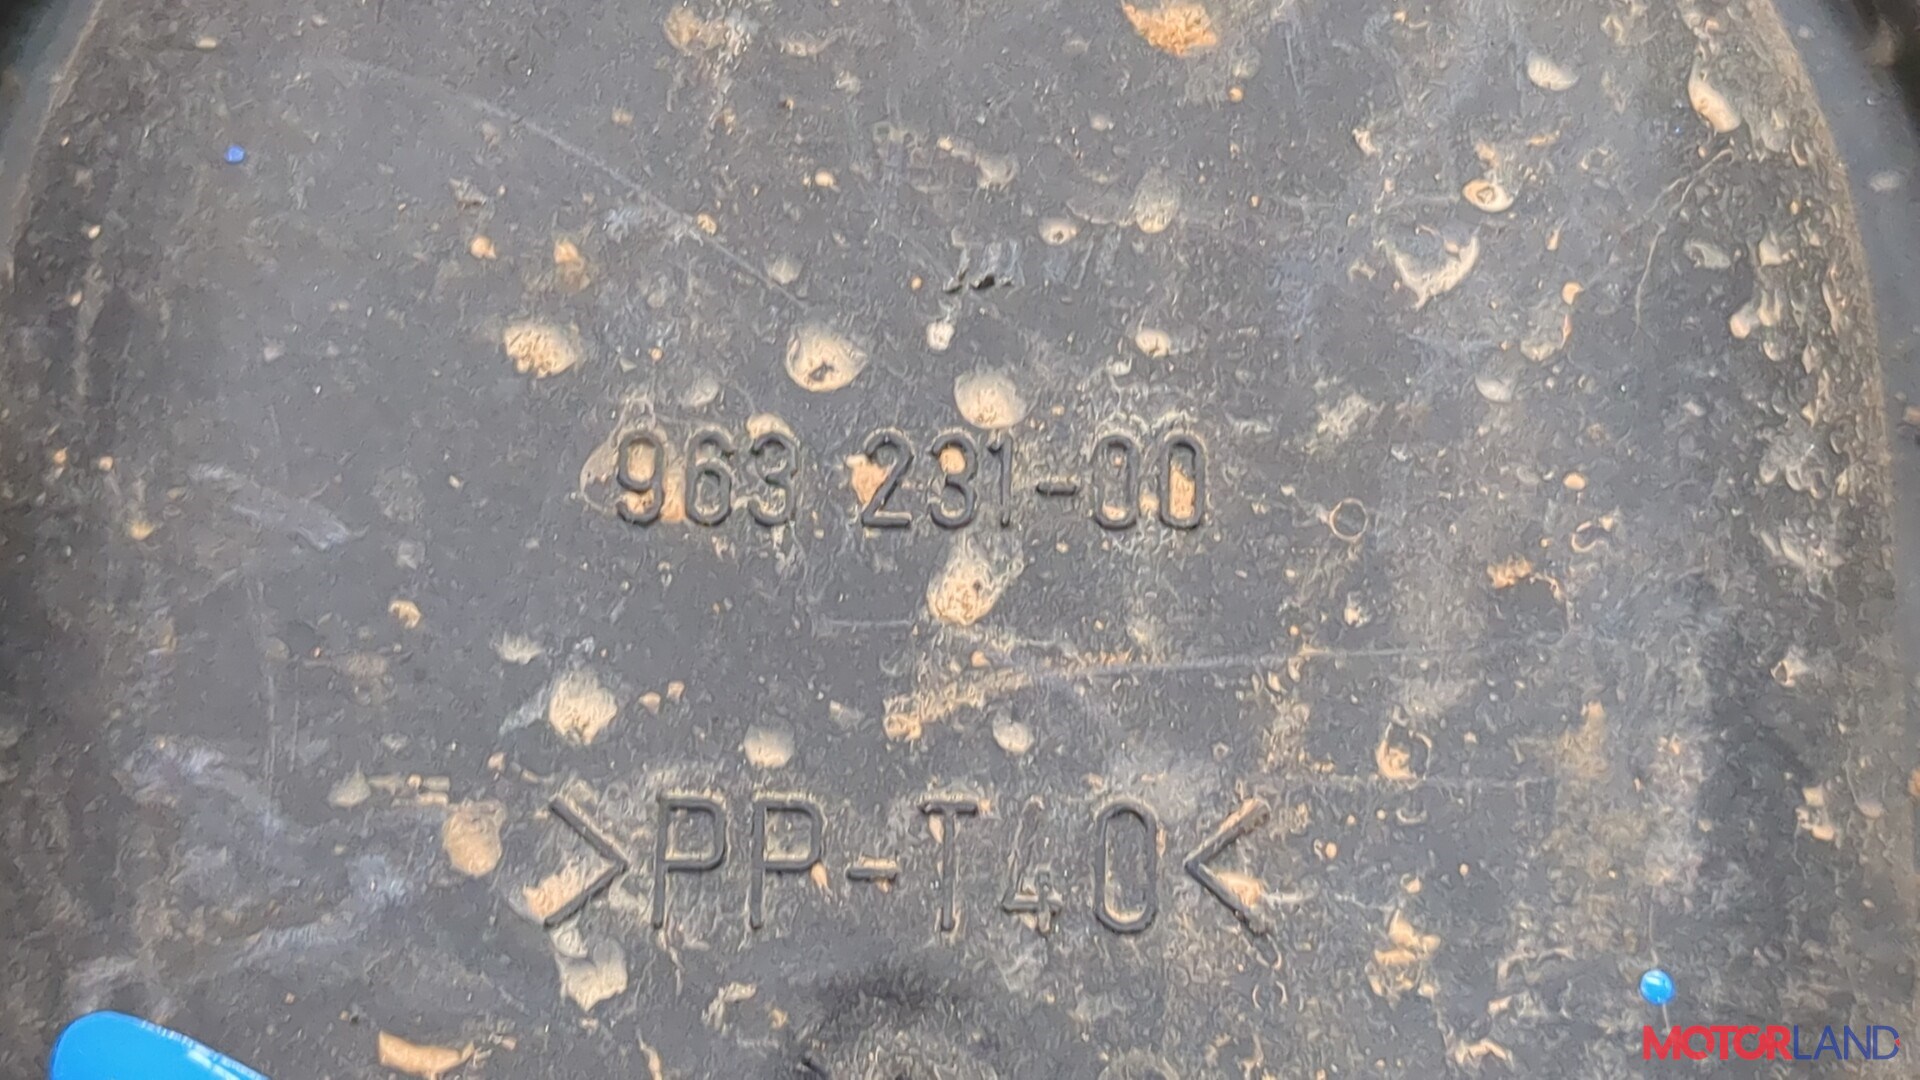 963 231-00
>PP-T40<
MOTORLAND